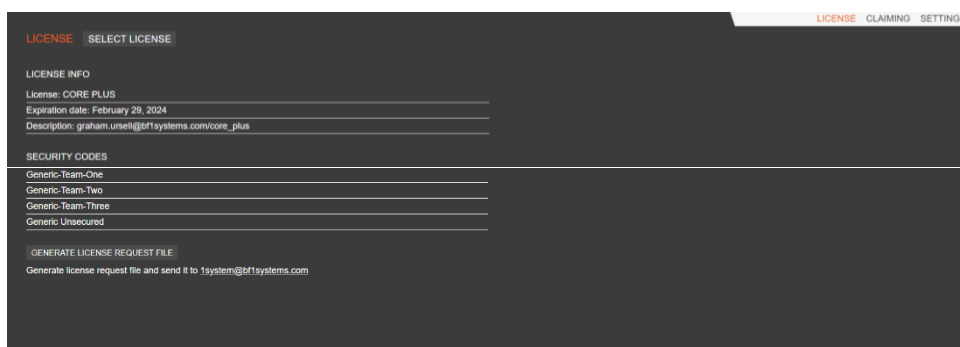 LICENSE CLAIMING SETTING
LICENSE SELECT LICENSE
LICENSE INFO
License: CORE PLUS
Expiration date: February 29, 2024
Description: graham.ursell@bf1systems.com/core_plus
SECURITY CODES
Generic-Team-One
Generic-Team-Two
Generic-Team-Three
Generic Unsecured
GENERATE LICENSE REQUEST FILE
Generate license request file and send it to 1system@bf1systems.com